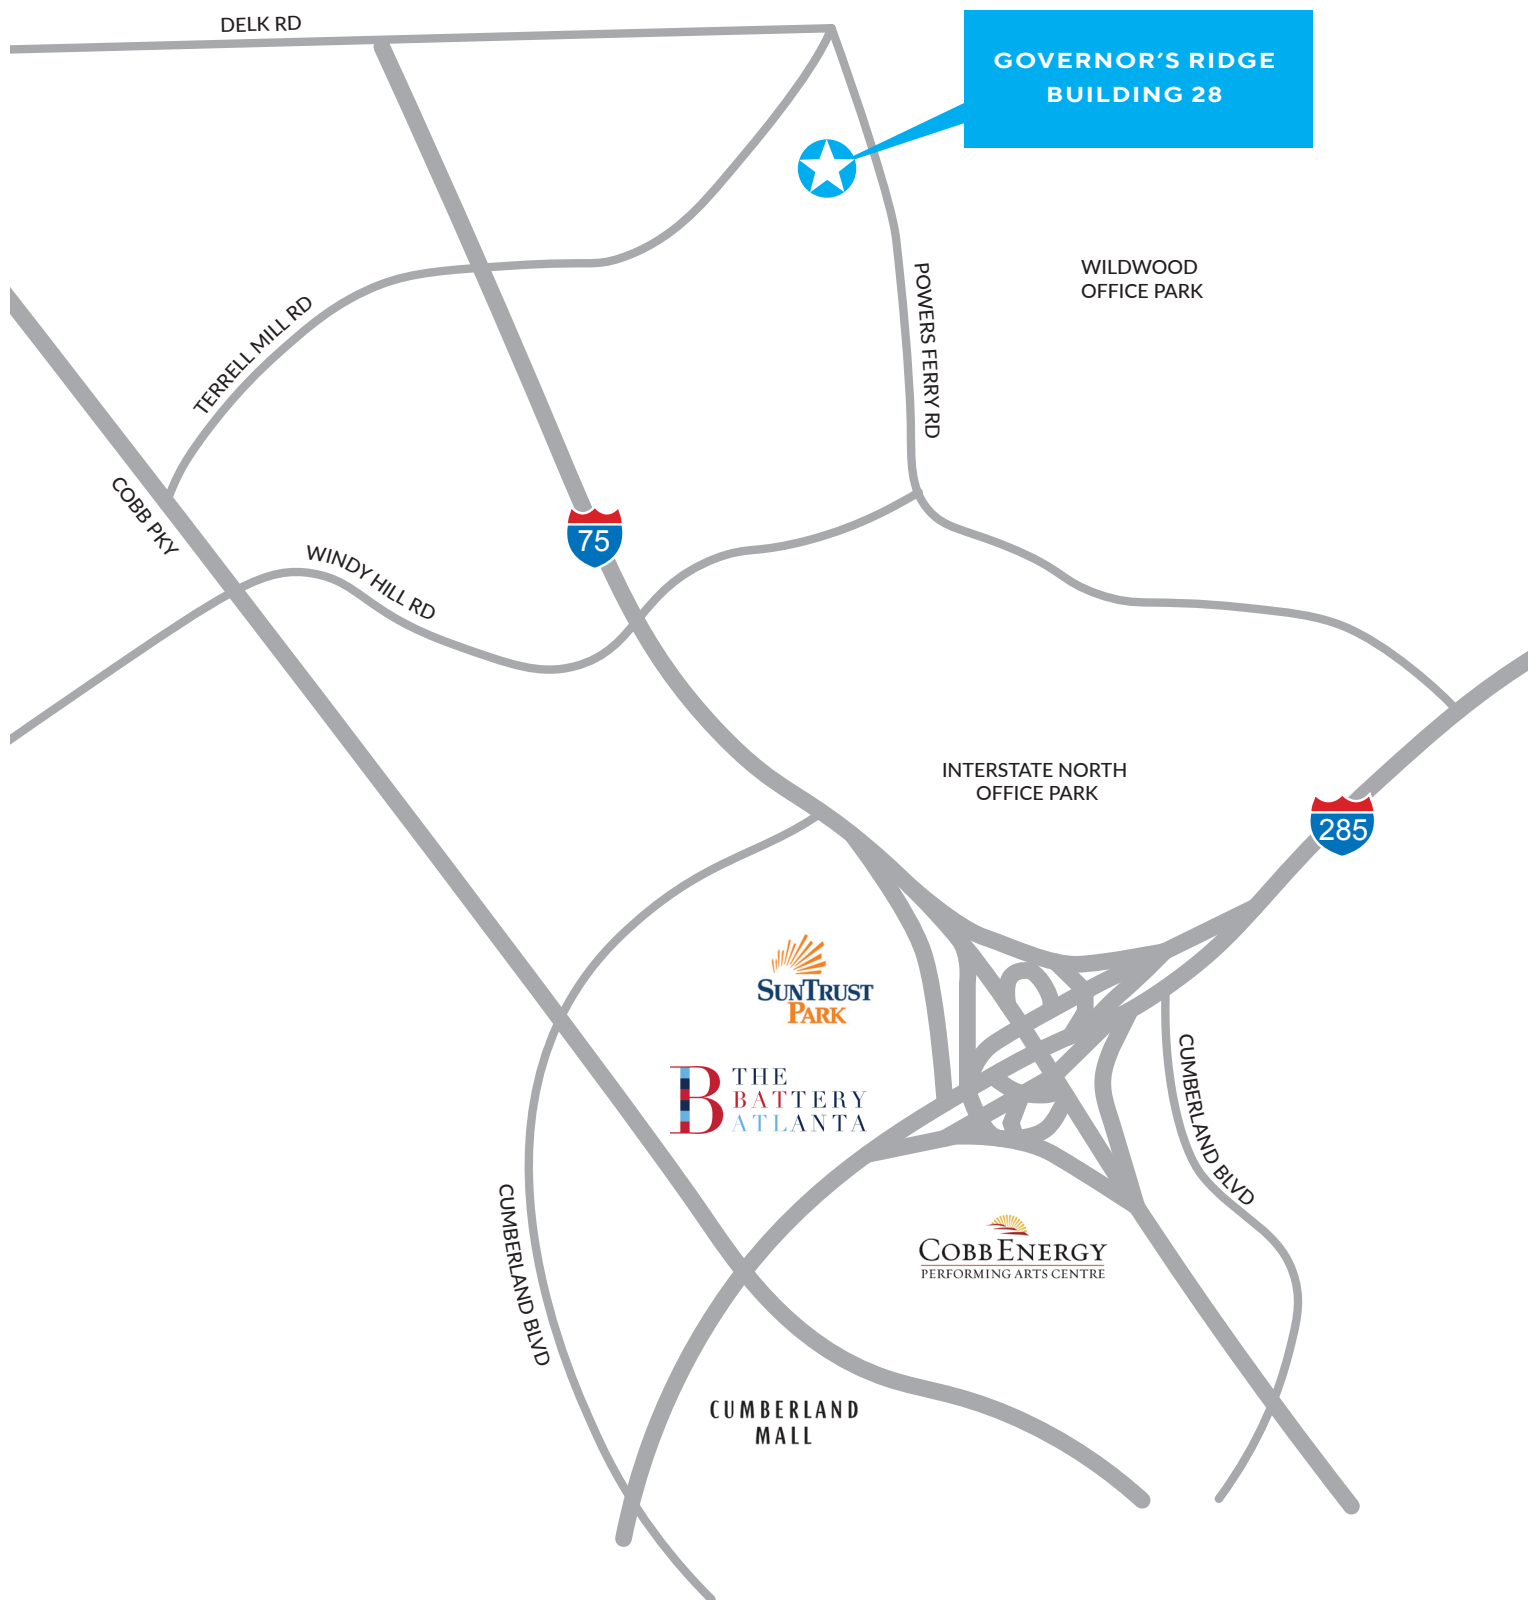 DELK RD
GOVERNOR'S RIDGE
BUILDING 28
WILDWOOD
OFFICE PARK
POWERS FERRY RD
TERRELL MILL RD
COBB PKY
WINDY HILL RD
75
INTERSTATE NORTH
OFFICE PARK
285
SUNTRUST
PARK
B THE
BATTERY
ATLANTA
CUMBERLAND BLVD
CUMBERLAND BLVD
COBB ENERGY
PERFORMING ARTS CENTRE
CUMBERLAND
MALL